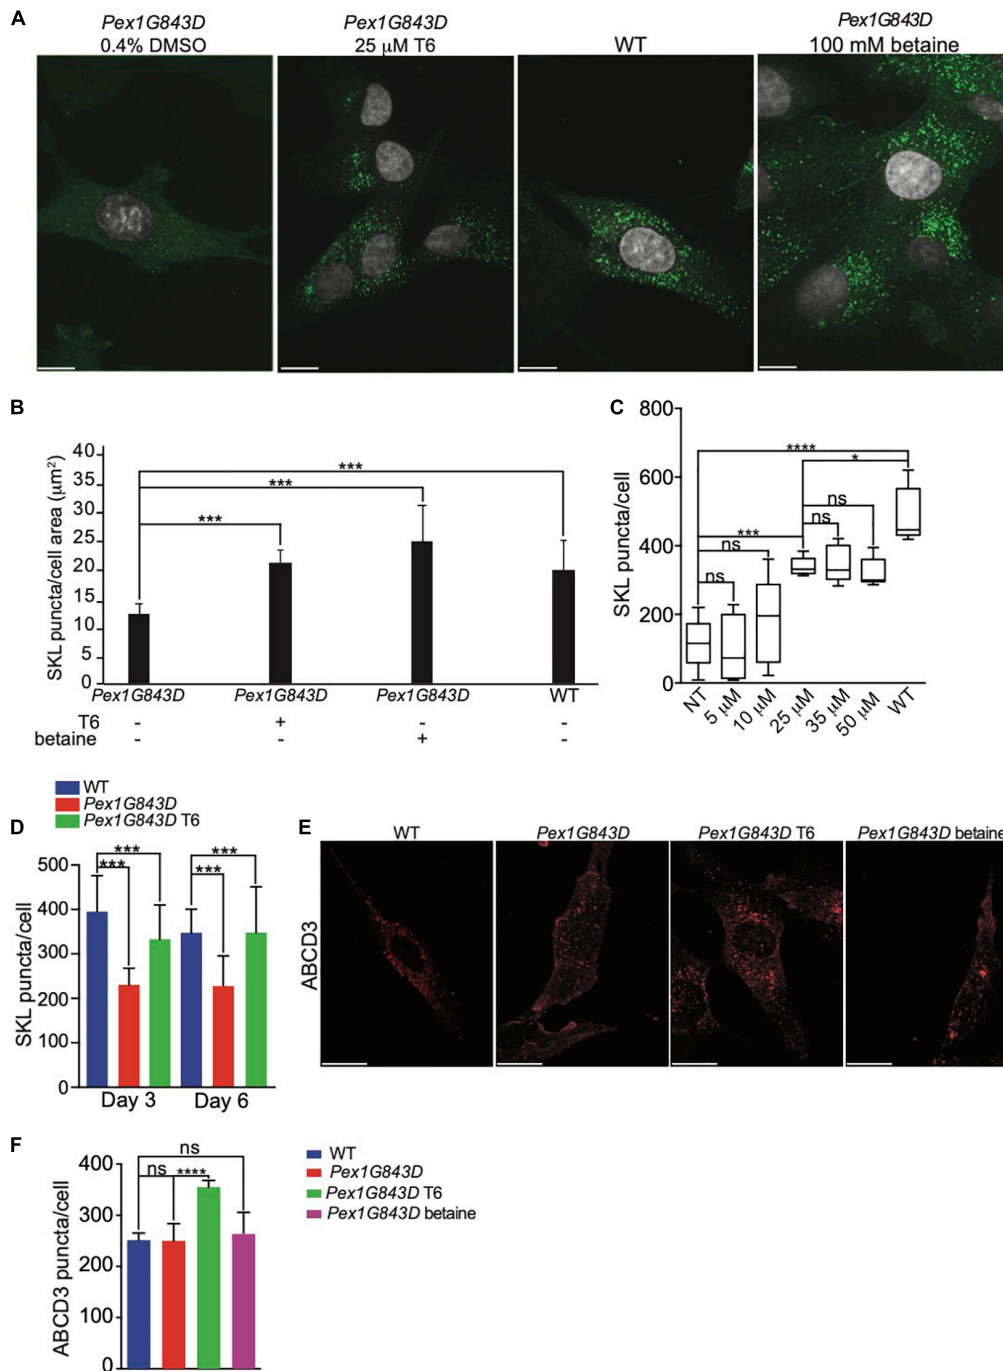 A
Pex1G843D
0.4% DMSO
Pex1G843D
25 μM T6
WT
Pex1G843D
100 mM betaine
B
SKL puncta/cell area (μm²)
40
35
30
25
20
15
10
5
0
***
***
***
Pex1G843D
Pex1G843D
Pex1G843D
WT
T6
-
+
-
-
betaine
-
-
+
-
C
SKL puncta/cell
800
600
400
200
0
****
*
ns
ns
***
ns
ns
NT
5 μM
10 μM
25 μM
35 μM
50 μM
WT
WT
Pex1G843D
Pex1G843D T6
D
SKL puncta/cell
500
400
300
200
100
0
***
***
***
***
Day 3
Day 6
E
WT
Pex1G843D
Pex1G843D T6
Pex1G843D betaine
ABCD3
F
ABCD3 puncta/cell
400
300
200
100
0
ns
ns
****
WT
Pex1G843D
Pex1G843D T6
Pex1G843D betaine